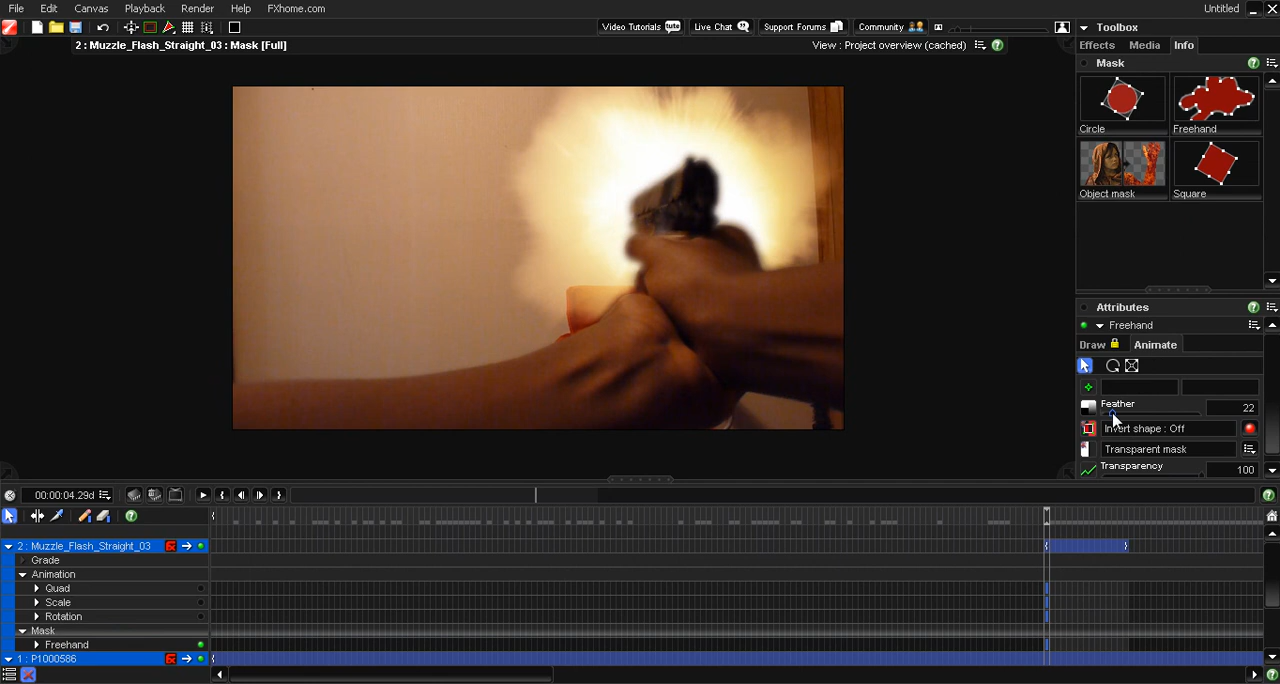 File Edit Canvas Playback Render Help FXhome.com Untitled
Video Tutorials tute Live Chat Support Forums Community Toolbox
2 : Muzzle_Flash_Straight_03 : Mask [Full] View : Project overview (cached) Effects Media Info
Mask
Circle Freehand
Object mask Square
Attributes
Freehand
Draw Animate
Feather
22
Invert shape : Off
Transparent mask
Transparency
100
00:00:04.29d
2 : Muzzle_Flash_Straight_03
Grade
Animation
Quad
Scale
Rotation
Mask
Freehand
1 : P1000586